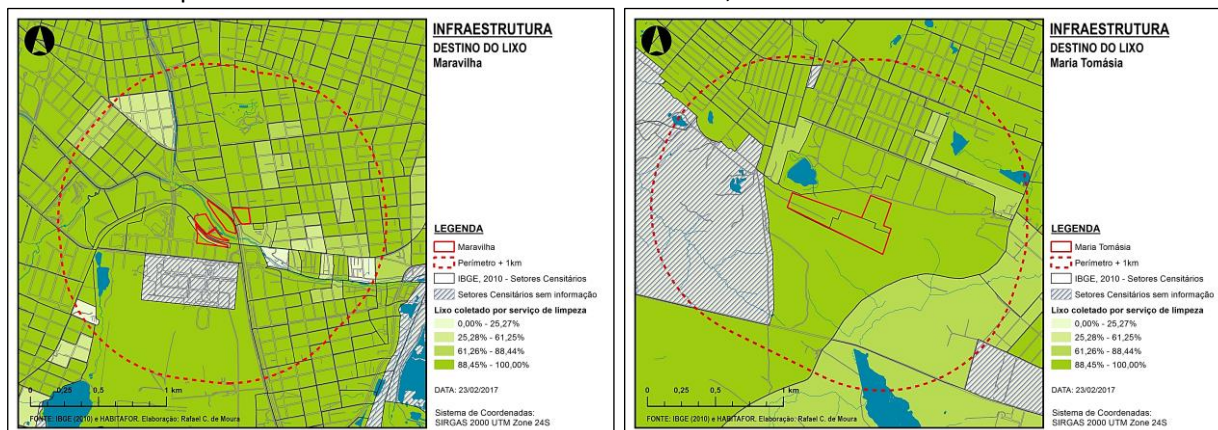 INFRAESTRUTURA
DESTINO DO LIXO
Maravilha
LEGENDA
Maravilha
Perímetro + 1km
IBGE, 2010 - Setores Censitários
Setores Censitários sem informação
Lixo coletado por serviço de limpeza
0,00% - 25,27%
25,28% - 61,25%
61,26% - 88,44%
88,45% - 100,00%
DATA: 23/02/2017
Sistema de Coordenadas:
SIRGAS 2000 UTM Zone 24S
0 0,25 0,5 1 km
FONTE: IBGE (2010) e HABITAFOR. Elaboração: Rafael C. de Moura
INFRAESTRUTURA
DESTINO DO LIXO
Maria Tomásia
LEGENDA
Maria Tomásia
Perímetro + 1km
IBGE, 2010 - Setores Censitários
Setores Censitários sem informação
Lixo coletado por serviço de limpeza
0,00% - 25,27%
25,28% - 61,25%
61,26% - 88,44%
88,45% - 100,00%
DATA: 23/02/2017
Sistema de Coordenadas:
SIRGAS 2000 UTM Zone 24S
0 0,25 0,5 1 km
FONTE: IBGE (2010) e HABITAFOR. Elaboração: Rafael C. de Moura